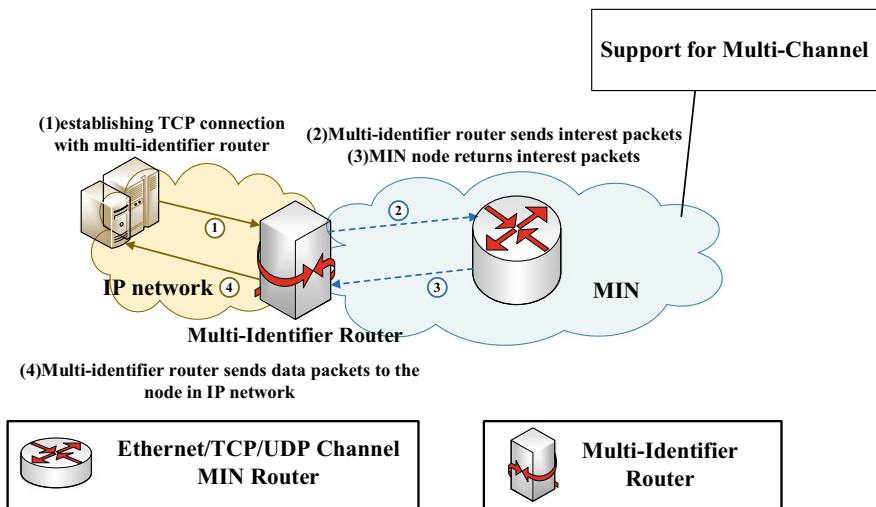 Support for Multi-Channel
(1)establishing TCP connection
with multi-identifier router
(2)Multi-identifier router sends interest packets
(3)MIN node returns interest packets
1
2
3
4
IP network
MIN
Multi-Identifier Router
(4)Multi-identifier router sends data packets to the
node in IP network
Ethernet/TCP/UDP Channel
MIN Router
Multi-Identifier
Router